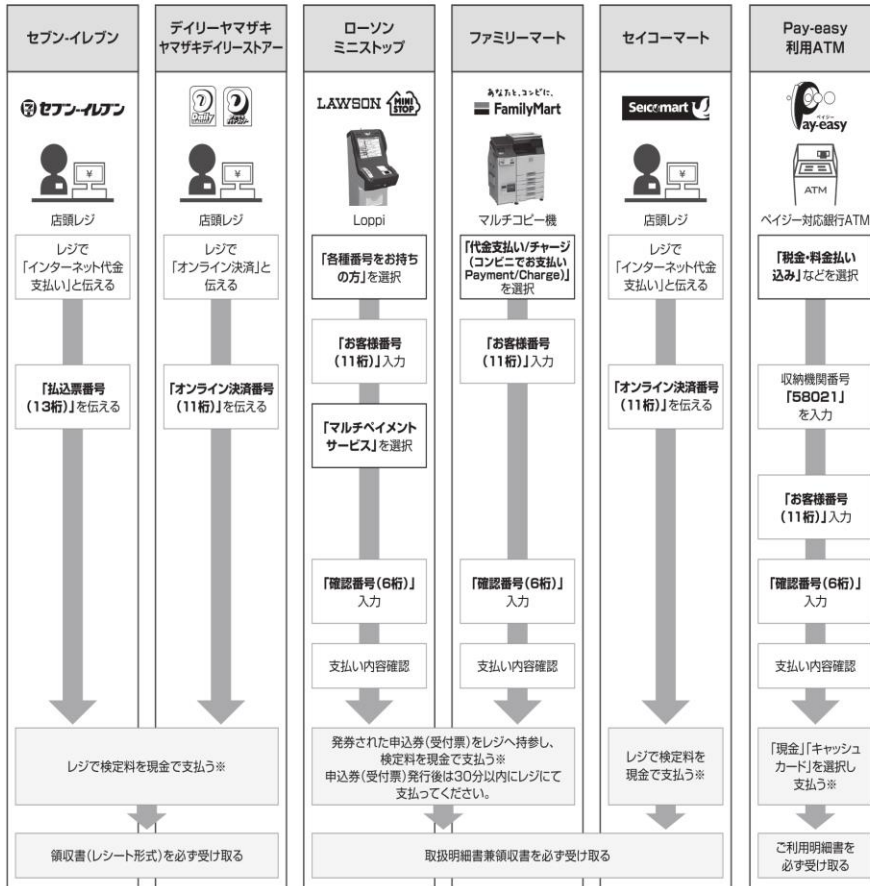 セブン-イレブン
デイリーヤマザキ
ヤマザキデイリーストアー
ローソン
ミニストップ
ファミリーマート
セイコーマート
Pay-easy
利用ATM
セブン-イレブン
Daily
LAWSON
MINI
STOP
あなたと、コンビに、
FamilyMart
Seicomart
ペイジー
Pay-easy
¥
¥
¥
ATM
店頭レジ
店頭レジ
Loppi
マルチコピー機
店頭レジ
ペイジー対応銀行ATM
レジで
「インターネット代金
支払い」と伝える
レジで
「オンライン決済」と
伝える
「各種番号をお持ち
の方」を選択
「代金支払い/チャージ
(コンビニでお支払い
Payment/Charge)」
を選択
レジで
「インターネット代金
支払い」と伝える
「税金・料金払い
込み」などを選択
「お客様番号
(11桁)」入力
「お客様番号
(11桁)」入力
「払込票番号
(13桁)」を伝える
「オンライン決済番号
(11桁)」を伝える
「マルチペイメント
サービス」を選択
「オンライン決済番号
(11桁)」を伝える
収納機関番号
「58021」
を入力
「お客様番号
(11桁)」入力
「確認番号(6桁)」
入力
「確認番号(6桁)」
入力
「確認番号(6桁)」
入力
支払い内容確認
支払い内容確認
支払い内容確認
レジで検定料を現金で支払う※
発券された申込券(受付票)をレジへ持参し、
検定料を現金で支払う※
申込券(受付票)発行後は30分以内にレジにて
支払ってください。
レジで検定料を
現金で支払う※
「現金」「キャッシュ
カード」を選択し
支払う※
領収書(レシート形式)を必ず受け取る
取扱明細書兼領収書を必ず受け取る
ご利用明細書を
必ず受け取る